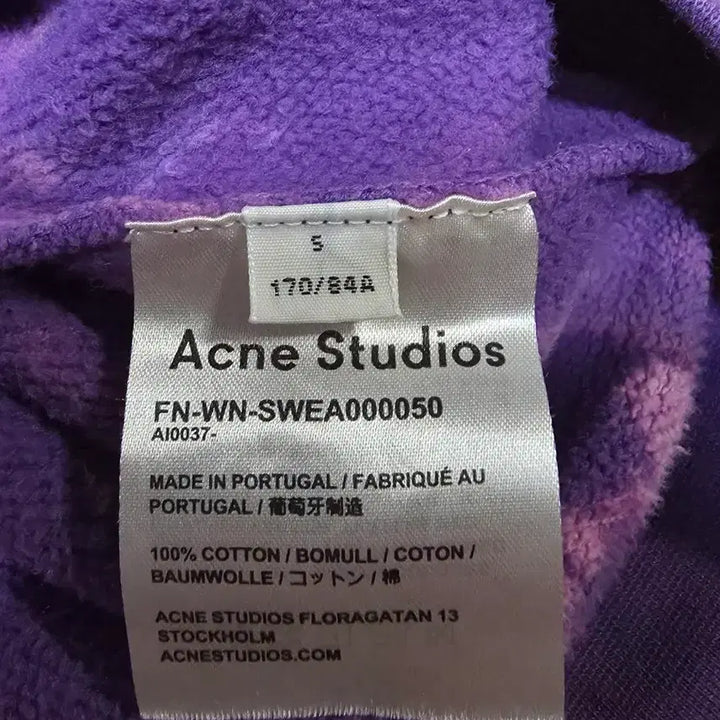 S
170/84A
Acne Studios
FN-WN-SWEA000050
AI0037-
MADE IN PORTUGAL / FABRIQUÉ AU
PORTUGAL / 葡萄牙制造
100% COTTON / BOMULL / COTON /
BAUMWOLLE / コットン / 棉
ACNE STUDIOS FLORAGATAN 13
STOCKHOLM
ACNESTUDIOS.COM